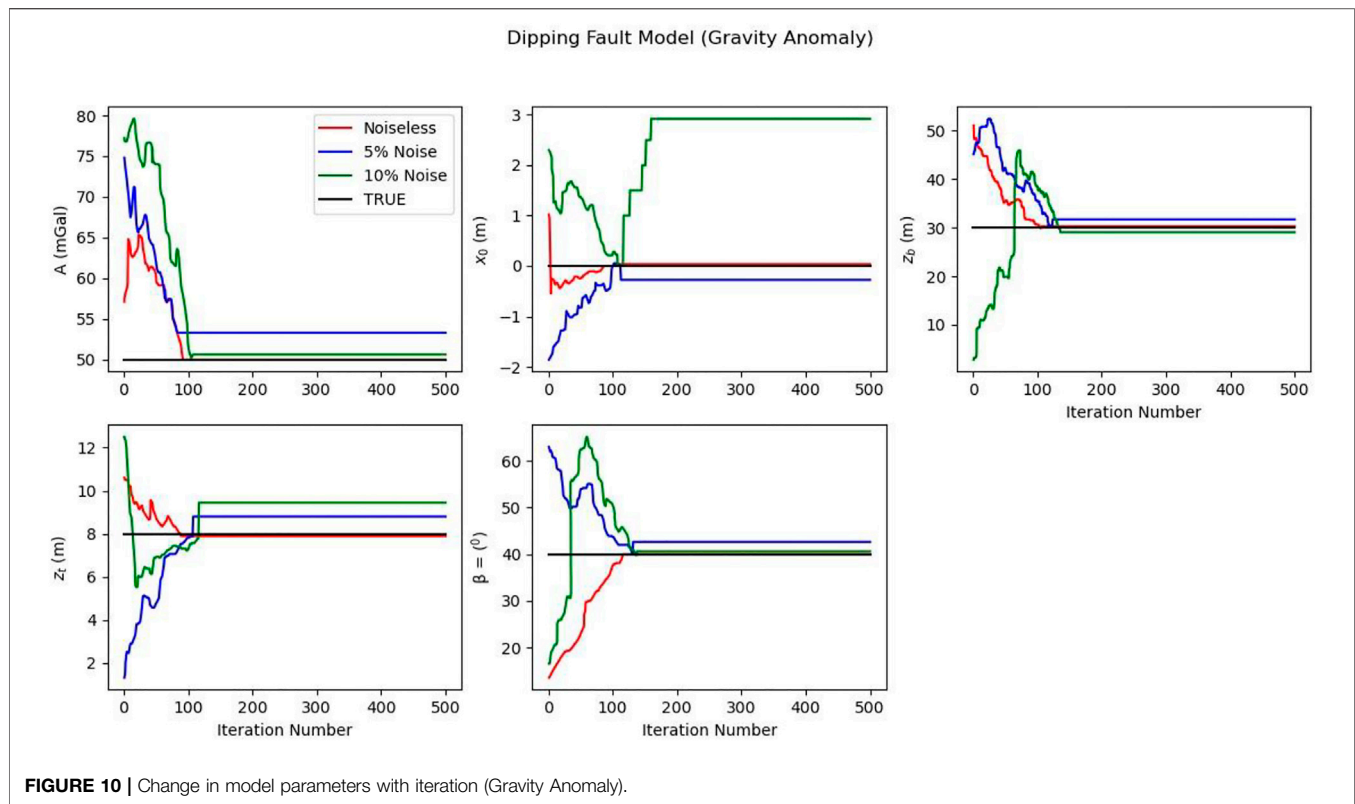 Dipping Fault Model (Gravity Anomaly)
A (mGal)
80
75
70
65
60
55
50
0 100 200 300 400 500
Noiseless
5% Noise
10% Noise
TRUE
x₀ (m)
3
2
1
0
−1
−2
0 100 200 300 400 500
z_b (m)
50
40
30
20
10
0 100 200 300 400 500
Iteration Number
z_t (m)
12
10
8
6
4
2
0 100 200 300 400 500
Iteration Number
β = (⁰)
60
50
40
30
20
0 100 200 300 400 500
Iteration Number
FIGURE 10 | Change in model parameters with iteration (Gravity Anomaly).